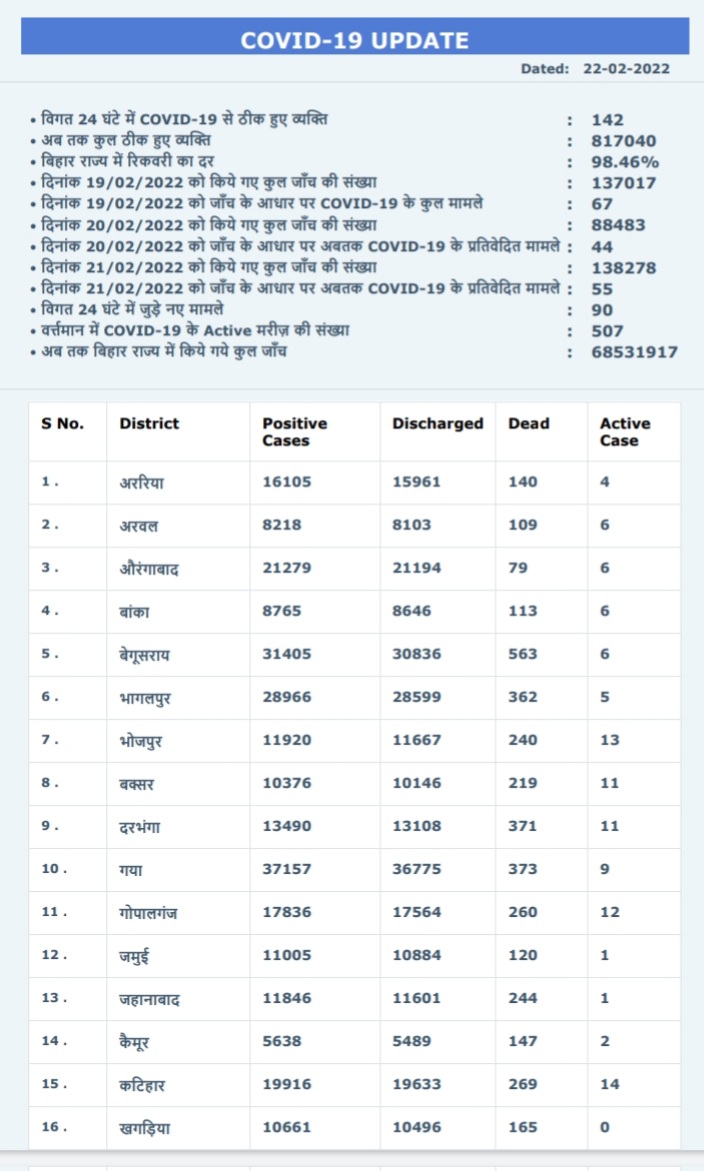 COVID-19 UPDATE
Dated: 22-02-2022
• विगत 24 घंटे में COVID-19 से ठीक हुए व्यक्ति : 142
• अब तक कुल ठीक हुए व्यक्ति : 817040
• बिहार राज्य में रिकवरी का दर : 98.46%
• दिनांक 19/02/2022 को किये गए कुल जाँच की संख्या : 137017
• दिनांक 19/02/2022 को जाँच के आधार पर COVID-19 के कुल मामले : 67
• दिनांक 20/02/2022 को किये गए कुल जाँच की संख्या : 88483
• दिनांक 20/02/2022 को जाँच के आधार पर अबतक COVID-19 के प्रतिवेदित मामले : 44
• दिनांक 21/02/2022 को किये गए कुल जाँच की संख्या : 138278
• दिनांक 21/02/2022 को जाँच के आधार पर अबतक COVID-19 के प्रतिवेदित मामले : 55
• विगत 24 घंटे में जुड़े नए मामले : 90
• वर्त्तमान में COVID-19 के Active मरीज़ की संख्या : 507
• अब तक बिहार राज्य में किये गये कुल जाँच : 68531917
S No. District Positive Cases Discharged Dead Active Case
1 . अररिया 16105 15961 140 4
2 . अरवल 8218 8103 109 6
3 . औरंगाबाद 21279 21194 79 6
4 . बांका 8765 8646 113 6
5 . बेगूसराय 31405 30836 563 6
6 . भागलपुर 28966 28599 362 5
7 . भोजपुर 11920 11667 240 13
8 . बक्सर 10376 10146 219 11
9 . दरभंगा 13490 13108 371 11
10 . गया 37157 36775 373 9
11 . गोपालगंज 17836 17564 260 12
12 . जमुई 11005 10884 120 1
13 . जहानाबाद 11846 11601 244 1
14 . कैमूर 5638 5489 147 2
15 . कटिहार 19916 19633 269 14
16 . खगड़िया 10661 10496 165 0